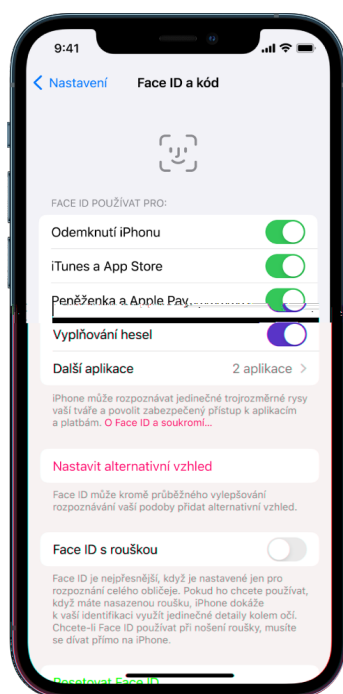 9:41
Nastavení
Face ID a kód
FACE ID POUŽÍVAT PRO:
Odemknutí iPhonu
iTunes a App Store
Peněženka a Apple Pay
Vyplňování hesel
Další aplikace 2 aplikace
iPhone může rozpoznávat jedinečné trojrozměrné rysy
vaší tváře a povolit zabezpečený přístup k aplikacím
a platbám. O Face ID a soukromí...
Nastavit alternativní vzhled
Face ID může kromě průběžného vylepšování
rozpoznávání vaší podoby přidat alternativní vzhled.
Face ID s rouškou
Face ID je nejpřesnější, když je nastavené jen pro
rozpoznání celého obličeje. Pokud ho chcete používat,
když máte nasazenou roušku, iPhone dokáže
k vaší identifikaci využít jedinečné detaily kolem očí.
Chcete-li Face ID používat při nošení roušky, musíte
se dívat přímo na iPhone.
Resetovat Face ID